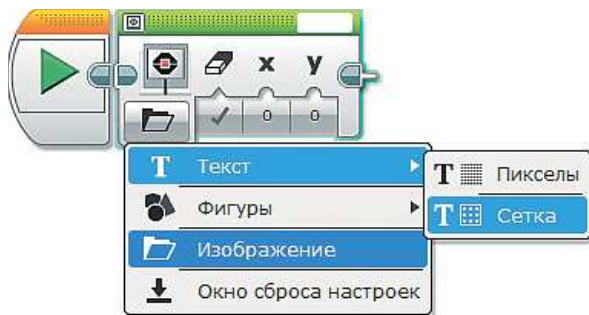 x y
0 0
T Текст
Фигуры
Изображение
Окно сброса настроек
T Пикселы
T Сетка